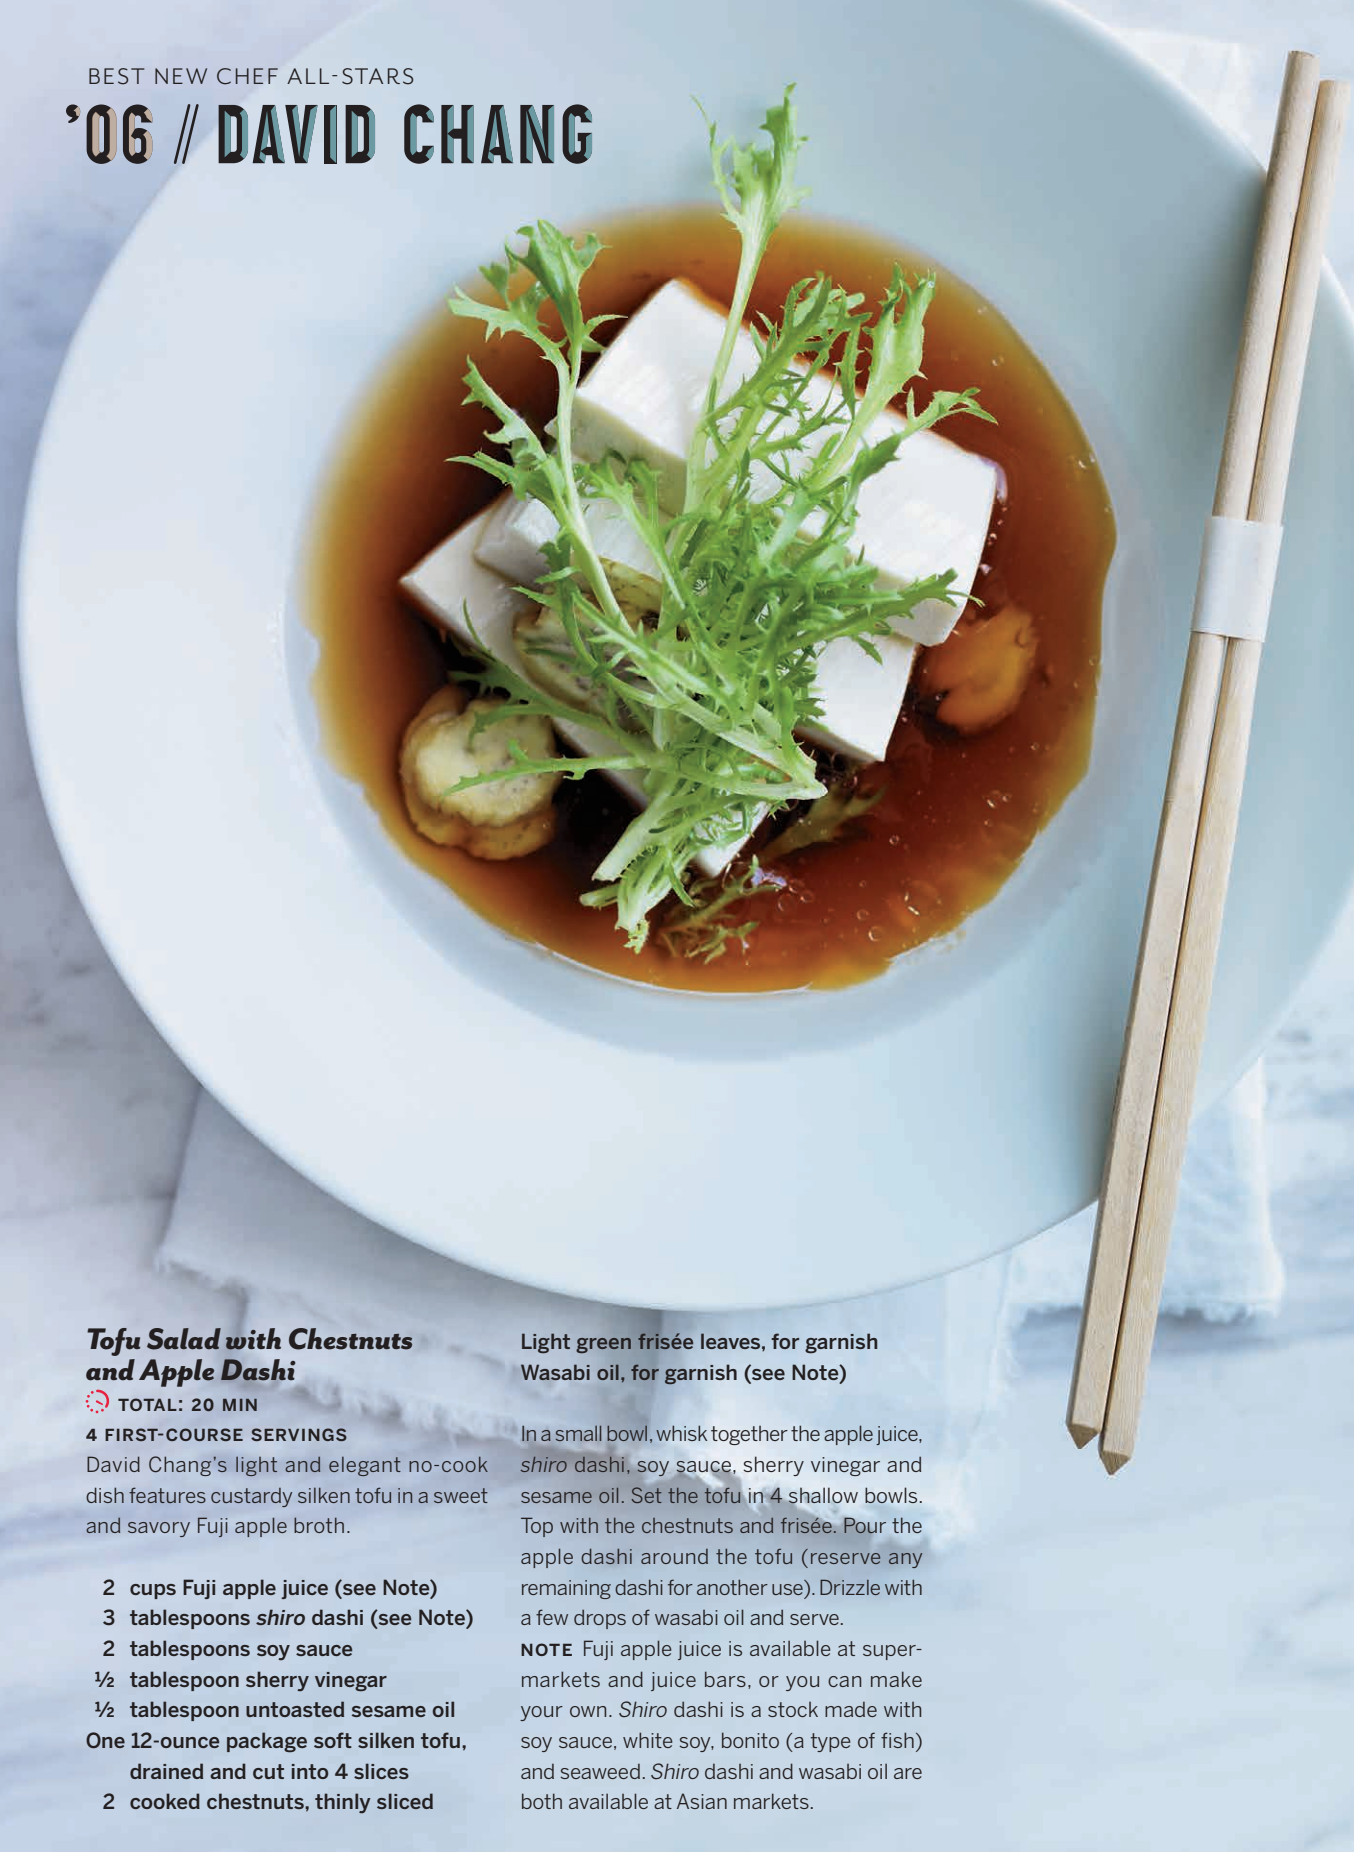 BEST NEW CHEF ALL-STARS
’06 // DAVID CHANG
Tofu Salad with Chestnuts
and Apple Dashi
TOTAL: 20 MIN
4 FIRST-COURSE SERVINGS
David Chang’s light and elegant no-cook
dish features custardy silken tofu in a sweet
and savory Fuji apple broth.
2 cups Fuji apple juice (see Note)
3 tablespoons shiro dashi (see Note)
2 tablespoons soy sauce
½ tablespoon sherry vinegar
½ tablespoon untoasted sesame oil
One 12-ounce package soft silken tofu,
drained and cut into 4 slices
2 cooked chestnuts, thinly sliced
Light green frisée leaves, for garnish
Wasabi oil, for garnish (see Note)
In a small bowl, whisk together the apple juice,
shiro dashi, soy sauce, sherry vinegar and
sesame oil. Set the tofu in 4 shallow bowls.
Top with the chestnuts and frisée. Pour the
apple dashi around the tofu (reserve any
remaining dashi for another use). Drizzle with
a few drops of wasabi oil and serve.
NOTE Fuji apple juice is available at super-
markets and juice bars, or you can make
your own. Shiro dashi is a stock made with
soy sauce, white soy, bonito (a type of fish)
and seaweed. Shiro dashi and wasabi oil are
both available at Asian markets.